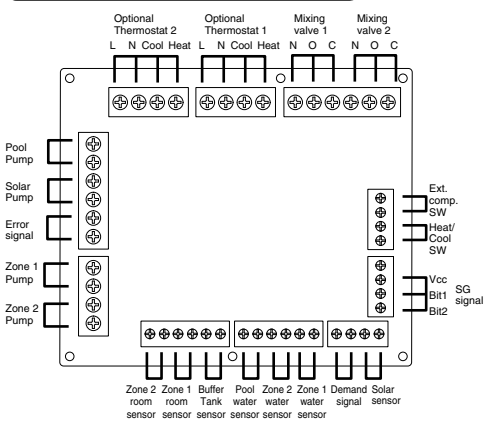 Optional Thermostat 2
Optional Thermostat 1
Mixing valve 1
Mixing valve 2
L N Cool Heat
L N Cool Heat
N O C
N O C
Pool Pump
Solar Pump
Error signal
Zone 1 Pump
Zone 2 Pump
Ext. comp. SW
Heat/ Cool SW
Vcc
Bit1
Bit2
SG signal
Zone 2 room sensor
Zone 1 room sensor
Buffer Tank sensor
Pool water sensor
Zone 2 water sensor
Zone 1 water sensor
Demand signal
Solar sensor